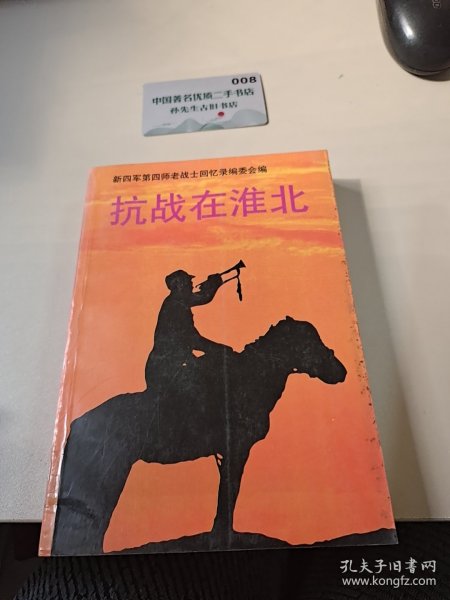 008
中国著名优质二手书店
孙先生古旧书店
新四军第四师老战士回忆录编委会编
抗战在淮北
孔夫子旧书网
www.kongfz.com